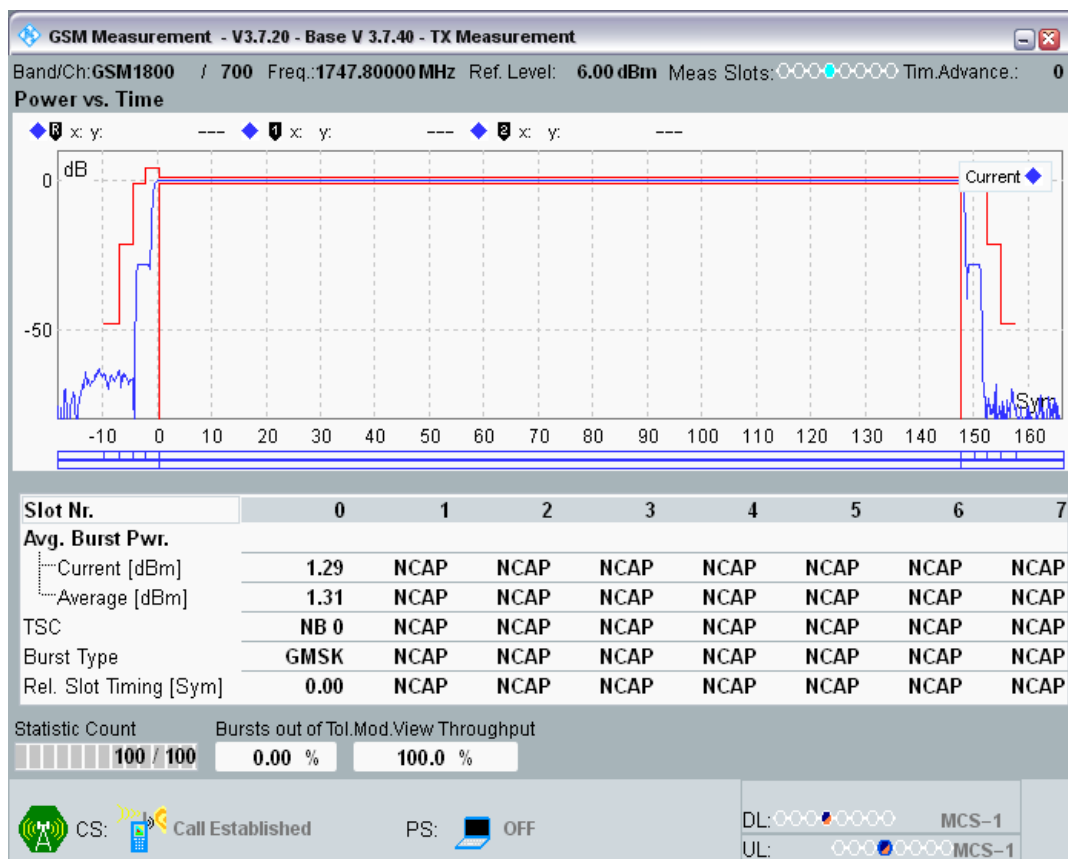 GSM Measurement - V3.7.20 - Base V 3.7.40 - TX Measurement
Band/Ch:GSM1800 / 700 Freq.:1747.80000 MHz Ref. Level: 6.00 dBm Meas Slots: Tim.Advance.: 0
Power vs. Time
R x: y: --- 1 x: y: --- 2 x: y: ---
dB
Current
0
-50
Sym
-10 0 10 20 30 40 50 60 70 80 90 100 110 120 130 140 150 160
Slot Nr. 0 1 2 3 4 5 6 7
Avg. Burst Pwr.
Current [dBm] 1.29 NCAP NCAP NCAP NCAP NCAP NCAP NCAP
Average [dBm] 1.31 NCAP NCAP NCAP NCAP NCAP NCAP NCAP
TSC NB 0 NCAP NCAP NCAP NCAP NCAP NCAP NCAP
Burst Type GMSK NCAP NCAP NCAP NCAP NCAP NCAP NCAP
Rel. Slot Timing [Sym] 0.00 NCAP NCAP NCAP NCAP NCAP NCAP NCAP
Statistic Count Bursts out of Tol. Mod.View Throughput
100 / 100 0.00 % 100.0 %
CS: Call Established PS: OFF
DL: MCS-1
UL: MCS-1